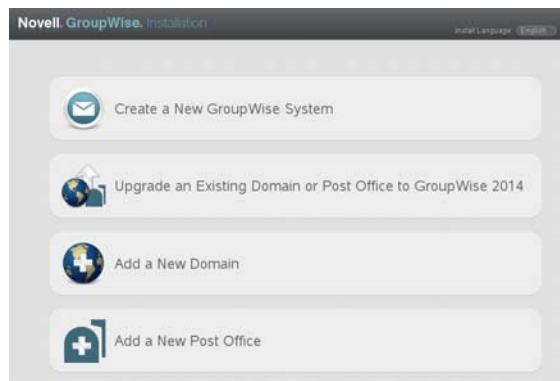 Novell. GroupWise. Installation
Install Language: English
Create a New GroupWise System
Upgrade an Existing Domain or Post Office to GroupWise 2014
Add a New Domain
Add a New Post Office